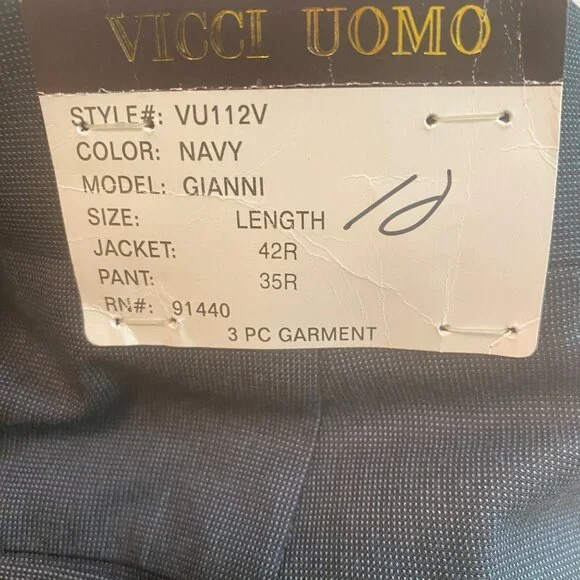 VICCI UOMO
STYLE#: VU112V
COLOR: NAVY
MODEL: GIANNI
SIZE: LENGTH
JACKET: 42R
PANT: 35R
RN#: 91440
3 PC GARMENT